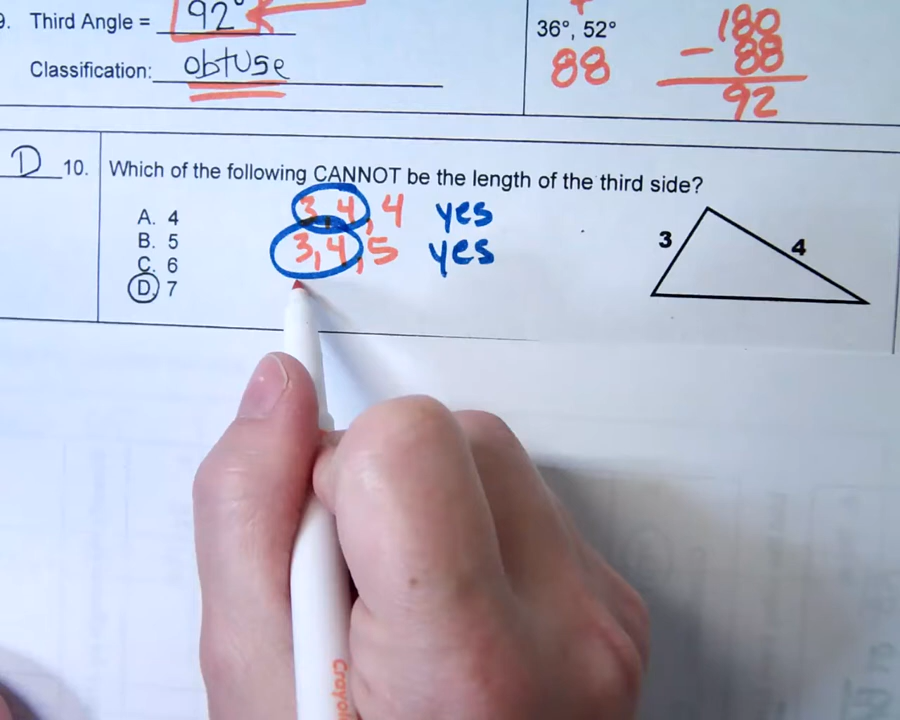 9. Third Angle = 92°
Classification: obtuse
36°, 52°
88
180
- 88
92
D 10. Which of the following CANNOT be the length of the third side?
A. 4
B. 5
C. 6
D. 7
3, 4, 4 yes
3, 4, 5 yes
3
4
Crayol